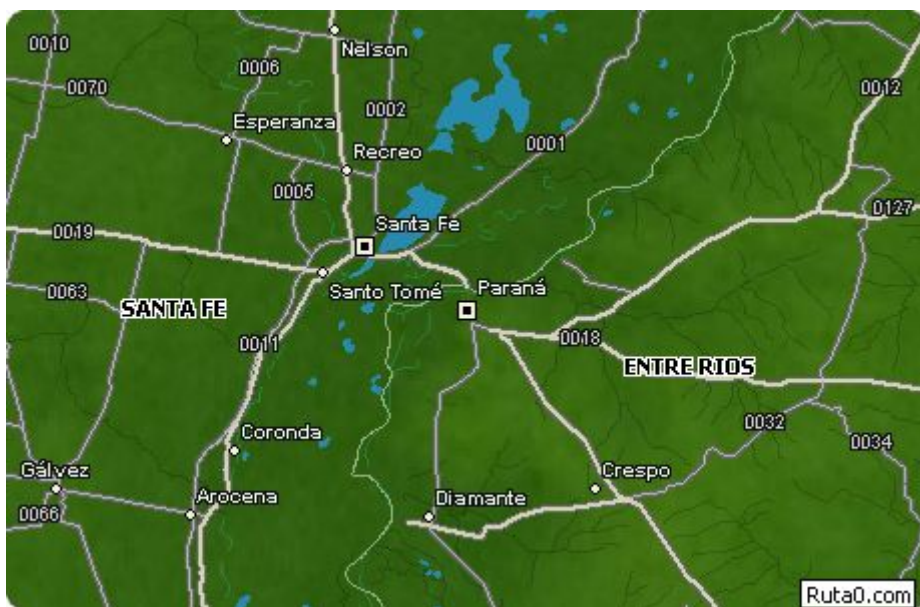 0010
Nelson
0006
0070
0002
0012
Esperanza
0001
Recreo
0005
0127
Santa Fe
0019
Santo Tomé
Paraná
0063
SANTA FE
0011
0018
ENTRE RIOS
0032
Coronda
0034
Gálvez
Crespo
Arocena
Diamante
0066
Ruta0.com